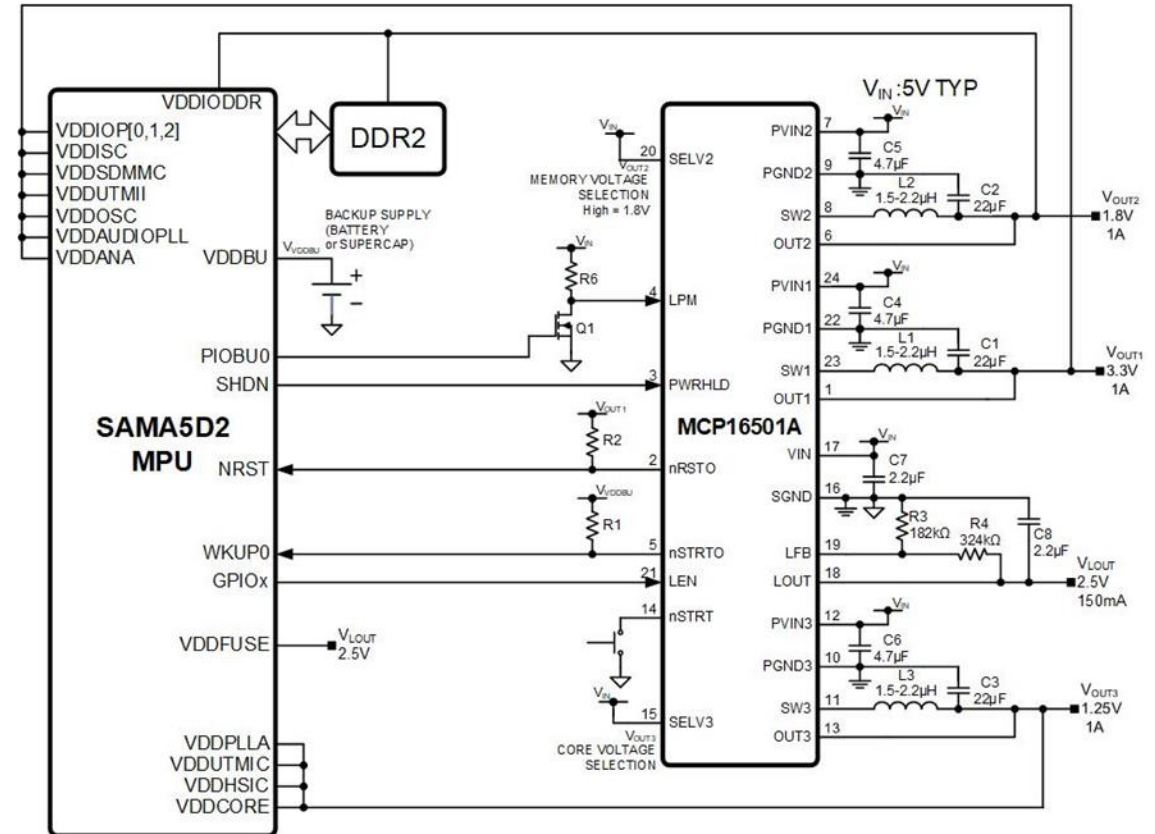 VDDIODDR
VDDIOP[0,1,2]
VDDISC
VDDSDMMC
VDDUTMII
VDDOSC
VDDAUDIOPLL
VDDANA
VDDBU
PIOBU0
SHDN
SAMA5D2
MPU
NRST
WKUP0
GPIOx
VDDFUSE
VDDPLLA
VDDUTMIC
VDDHSIC
VDDCORE
DDR2
BACKUP SUPPLY
(BATTERY
or SUPERCAP)
VVDDBU
+
−
VIN
R6
Q1
VOUT1
R2
VVDDBU
R1
VLOUT
2.5V
VIN
VOUT2
MEMORY VOLTAGE
SELECTION
High = 1.8V
VIN
VOUT3
CORE VOLTAGE
SELECTION
20 SELV2
4 LPM
3 PWRHLD
MCP16501A
2 nRSTO
5 nSTRTO
21 LEN
14 nSTRT
15 SELV3
VIN :5V TYP
PVIN2 7
VIN
C5
4.7µF
PGND2 9
L2
1.5-2.2µH
C2
22µF
SW2 8
OUT2 6
VOUT2
1.8V
1A
PVIN1 24
VIN
C4
4.7µF
PGND1 22
L1
1.5-2.2µH
C1
22µF
SW1 23
OUT1 1
VOUT1
3.3V
1A
VIN 17
VIN
C7
2.2µF
SGND 16
R3
182kΩ
R4
324kΩ
C8
2.2µF
LFB 19
LOUT 18
VLOUT
2.5V
150mA
PVIN3 12
VIN
C6
4.7µF
PGND3 10
L3
1.5-2.2µH
C3
22µF
SW3 11
OUT3 13
VOUT3
1.25V
1A